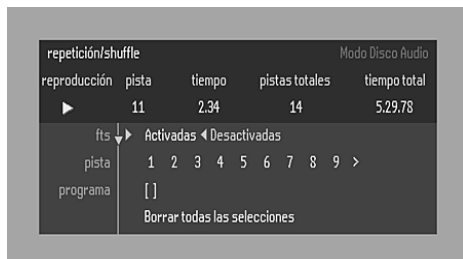 repetición/shuffle Modo Disco Audio
reproducción pista tiempo pistas totales tiempo total
11 2.34 14 5.29.78
fts Activadas Desactivadas
pista 1 2 3 4 5 6 7 8 9 >
programa [ ]
Borrar todas las selecciones